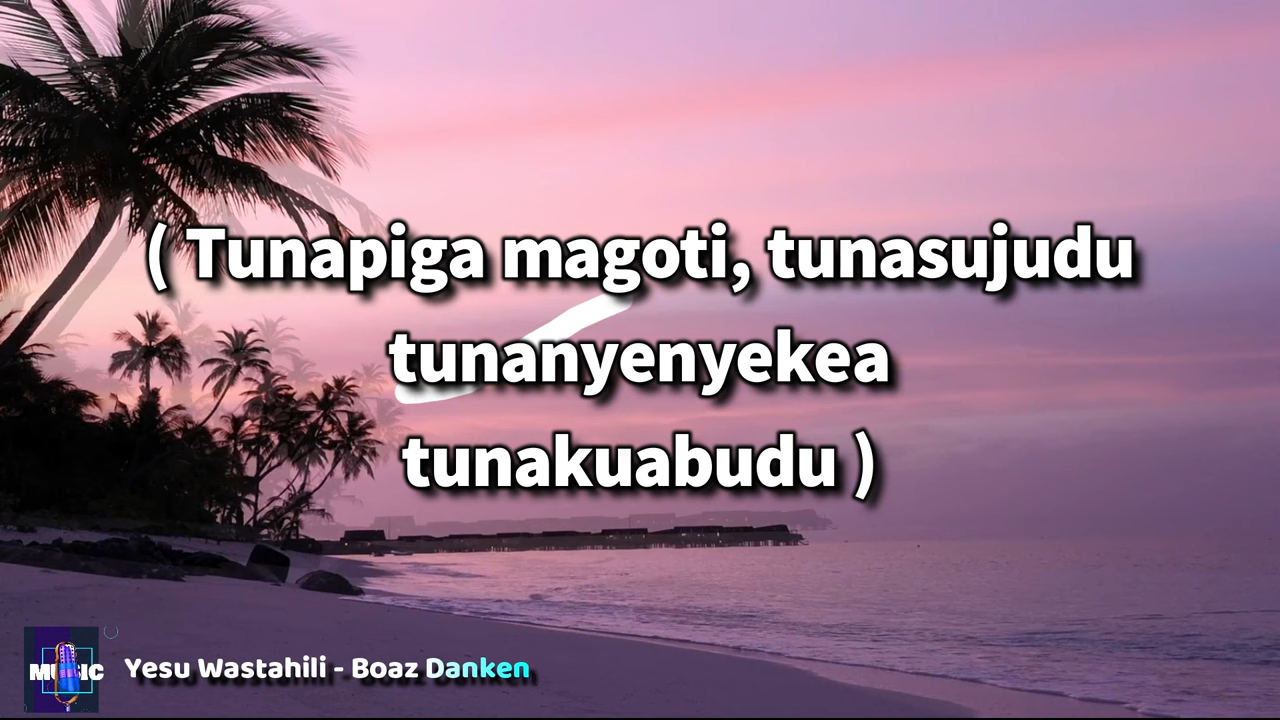 ( Tunapiga magoti, tunasujudu
tunanyenyekea
tunakuabudu )
MUSIC
Yesu Wastahili - Boaz Danken